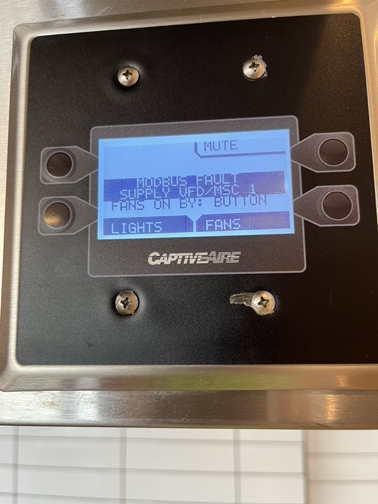 MUTE
MODBUS FAULT
SUPPLY VFD/MSC 1
FANS ON BY: BUTTON
LIGHTS FANS
CAPTIVEAIRE